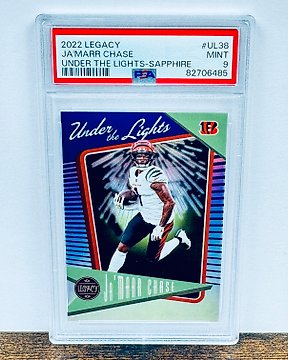 2022 LEGACY #UL38
JA'MARR CHASE MINT
UNDER THE LIGHTS-SAPPHIRE 9
PSA 82706485
Under
the Lights
LEGACY
JA'MARR CHASE